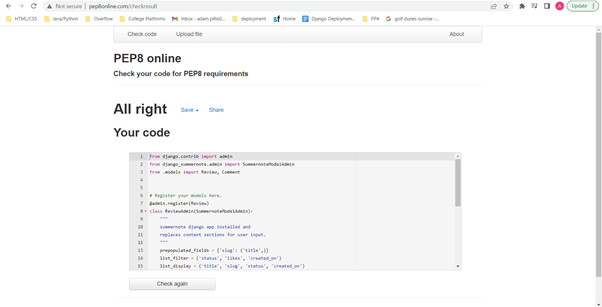 Not secure | pep8online.com/checkresult
Update
HTML/CSS Java/Python Overflow College Platforms deployment Home Django Deploymen... PP4 golf dunes sunrise -...
Check code Upload file About
PEP8 online
Check your code for PEP8 requirements
All right Save Share
Your code
1 from django.contrib import admin
2 from django_summernote.admin import SummernoteModelAdmin
3 from .models import Review, Comment
4
5
6 # Register your models here.
7 @admin.register(Review)
8 class ReviewAdmin(SummernoteModelAdmin):
9 """
10 summernote django app installed and
11 replaces content sections for user input.
12 """
13 prepopulated_fields = {'slug': ('title',)}
14 list_filter = ('status', 'likes', 'created_on')
15 list_display = ('title', 'slug', 'status', 'created_on')
Check again